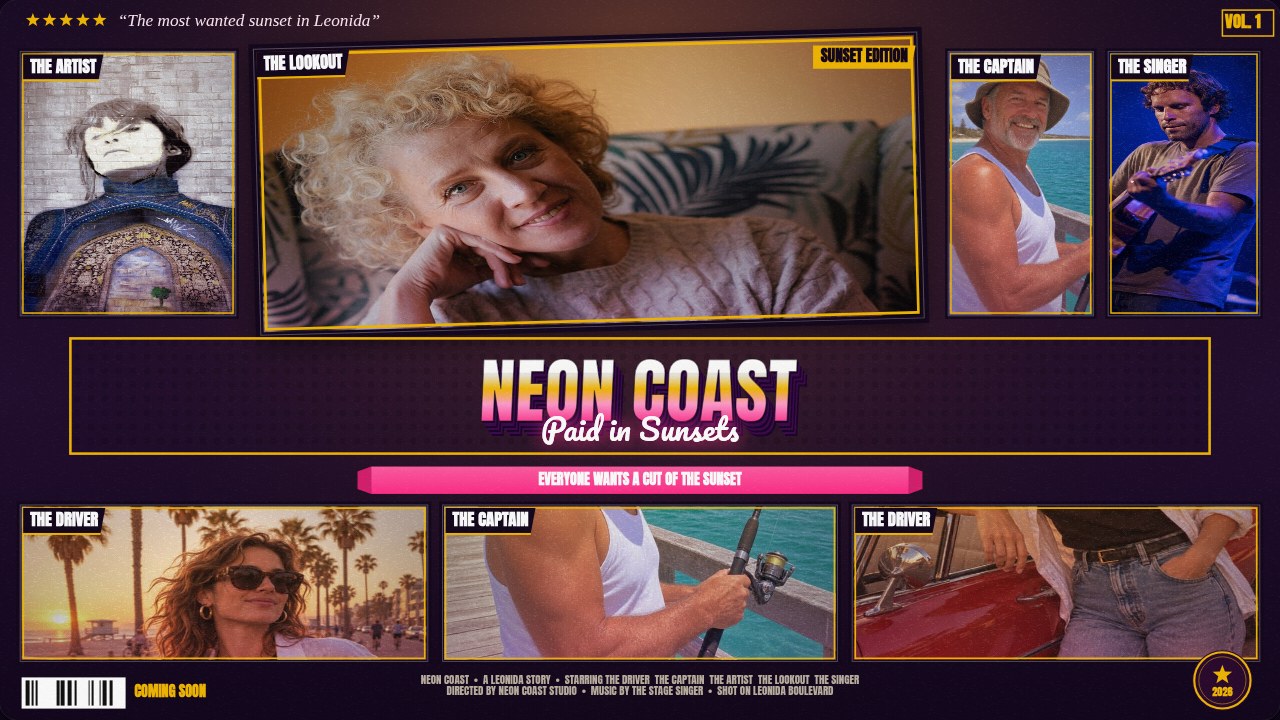 ★★★★★ “The most wanted sunset in Leonida”
VOL. 1
THE ARTIST
THE LOOKOUT
SUNSET EDITION
THE CAPTAIN
THE SINGER
NEON COAST
Paid in Sunsets
EVERYONE WANTS A CUT OF THE SUNSET
THE DRIVER
THE CAPTAIN
THE DRIVER
COMING SOON
NEON COAST • A LEONIDA STORY • STARRING THE DRIVER THE CAPTAIN THE ARTIST THE LOOKOUT THE SINGER
DIRECTED BY NEON COAST STUDIO • MUSIC BY THE STAGE SINGER • SHOT ON LEONIDA BOULEVARD
★
2026